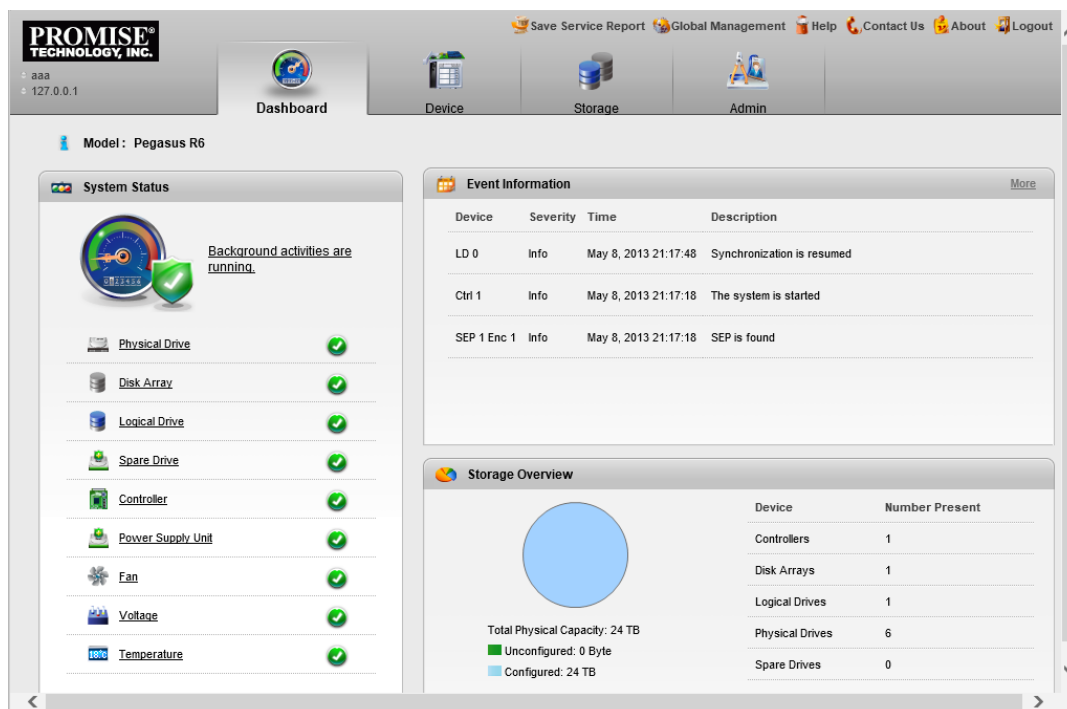 PROMISE®
TECHNOLOGY, INC.
aaa
127.0.0.1
Save Service Report Global Management Help Contact Us About Logout
Dashboard Device Storage Admin
Model : Pegasus R6
System Status
Background activities are
running.
Physical Drive
Disk Array
Logical Drive
Spare Drive
Controller
Power Supply Unit
Fan
Voltage
18°c Temperature
Event Information More
Device Severity Time Description
LD 0 Info May 8, 2013 21:17:48 Synchronization is resumed
Ctrl 1 Info May 8, 2013 21:17:18 The system is started
SEP 1 Enc 1 Info May 8, 2013 21:17:18 SEP is found
Storage Overview
Total Physical Capacity: 24 TB
Unconfigured: 0 Byte
Configured: 24 TB
Device Number Present
Controllers 1
Disk Arrays 1
Logical Drives 1
Physical Drives 6
Spare Drives 0